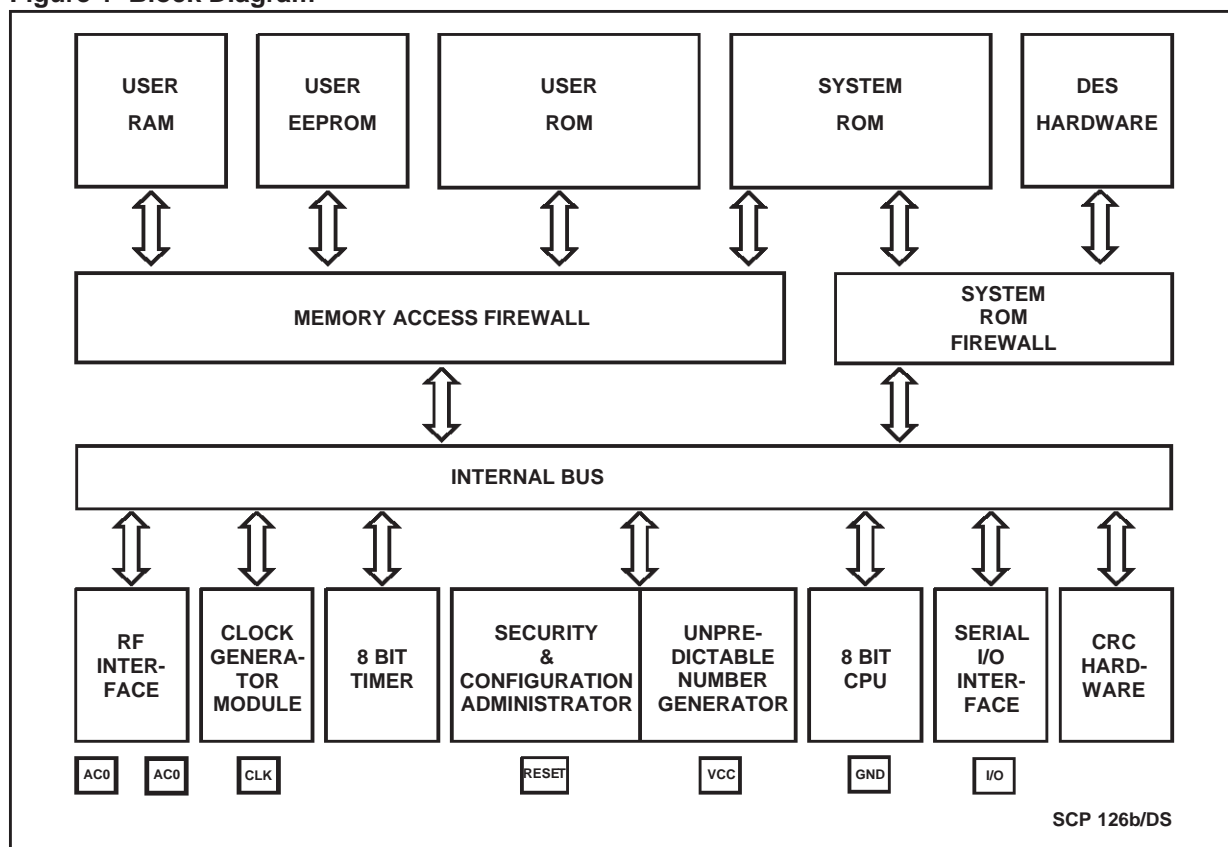 Figure 1 Block Diagram
USER
RAM
USER
EEPROM
USER
ROM
SYSTEM
ROM
DES
HARDWARE
MEMORY ACCESS FIREWALL
SYSTEM
ROM
FIREWALL
INTERNAL BUS
RF
INTER-
FACE
CLOCK
GENERA-
TOR
MODULE
8 BIT
TIMER
SECURITY
&
CONFIGURATION
ADMINISTRATOR
UNPRE-
DICTABLE
NUMBER
GENERATOR
8 BIT
CPU
SERIAL
I/O
INTER-
FACE
CRC
HARD-
WARE
AC0
AC0
CLK
RESET
VCC
GND
I/O
SCP 126b/DS